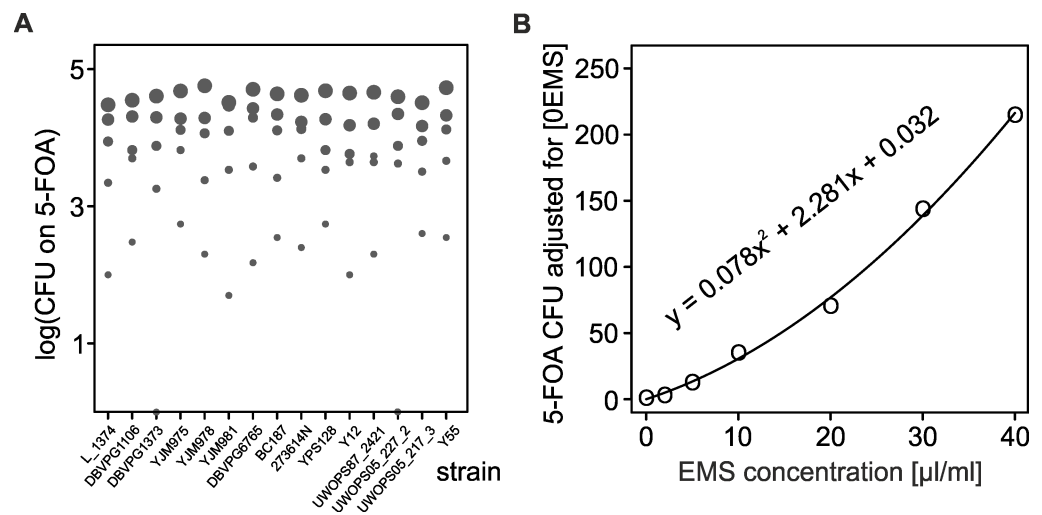 A
log(CFU on 5-FOA)
5
3
1
L_1374
DBVPG1106
DBVPG1373
YJM975
YJM978
YJM981
DBVPG6765
BC187
273614N
YPS128
Y12
UWOPS87_2421
UWOPS05_227_2
UWOPS05_217_3
Y55
strain
B
5-FOA CFU adjusted for [0EMS]
250
200
150
100
50
0
y = 0.078x² + 2.281x + 0.032
0 10 20 30 40
EMS concentration [µl/ml]